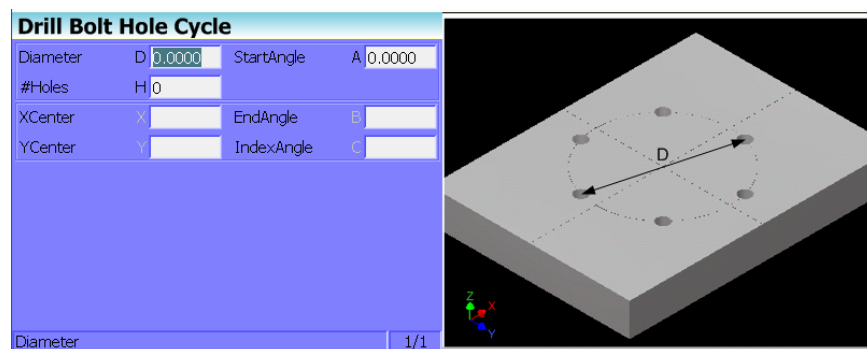 Drill Bolt Hole Cycle
Diameter D 0.0000 StartAngle A 0.0000
#Holes H 0
XCenter X EndAngle B
YCenter Y IndexAngle C
D
Z
X
Y
Diameter 1/1